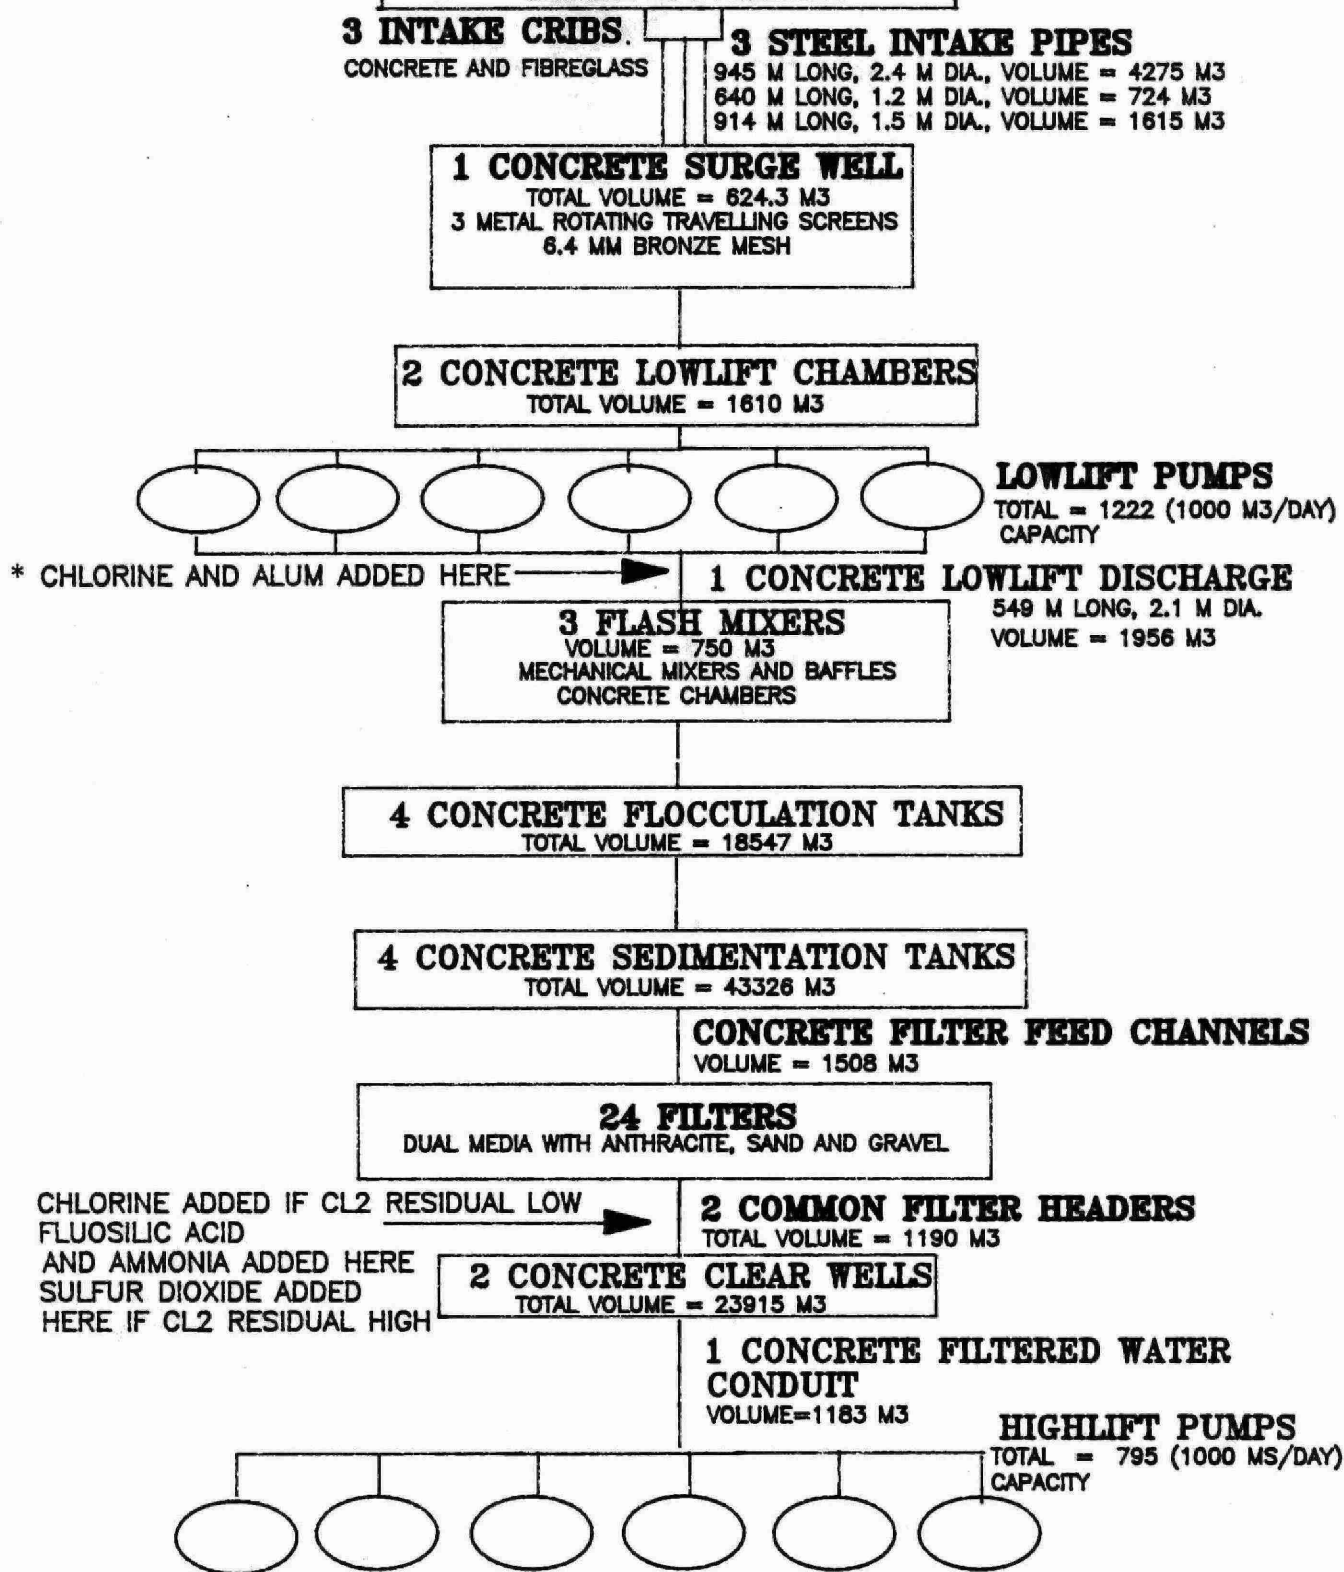 3 INTAKE CRIBS.
CONCRETE AND FIBREGLASS
3 STEEL INTAKE PIPES
945 M LONG, 2.4 M DIA., VOLUME = 4275 M3
640 M LONG, 1.2 M DIA., VOLUME = 724 M3
914 M LONG, 1.5 M DIA., VOLUME = 1615 M3
1 CONCRETE SURGE WELL
TOTAL VOLUME = 624.3 M3
3 METAL ROTATING TRAVELLING SCREENS
6.4 MM BRONZE MESH
2 CONCRETE LOWLIFT CHAMBERS
TOTAL VOLUME = 1610 M3
LOWLIFT PUMPS
TOTAL = 1222 (1000 M3/DAY)
CAPACITY
* CHLORINE AND ALUM ADDED HERE
1 CONCRETE LOWLIFT DISCHARGE
549 M LONG, 2.1 M DIA.
VOLUME = 1956 M3
3 FLASH MIXERS
VOLUME = 750 M3
MECHANICAL MIXERS AND BAFFLES
CONCRETE CHAMBERS
4 CONCRETE FLOCCULATION TANKS
TOTAL VOLUME = 18547 M3
4 CONCRETE SEDIMENTATION TANKS
TOTAL VOLUME = 43326 M3
CONCRETE FILTER FEED CHANNELS
VOLUME = 1508 M3
24 FILTERS
DUAL MEDIA WITH ANTHRACITE, SAND AND GRAVEL
CHLORINE ADDED IF CL2 RESIDUAL LOW
FLUOSILIC ACID
AND AMMONIA ADDED HERE
SULFUR DIOXIDE ADDED
HERE IF CL2 RESIDUAL HIGH
2 COMMON FILTER HEADERS
TOTAL VOLUME = 1190 M3
2 CONCRETE CLEAR WELLS
TOTAL VOLUME = 23915 M3
1 CONCRETE FILTERED WATER
CONDUIT
VOLUME=1183 M3
HIGHLIFT PUMPS
TOTAL = 795 (1000 MS/DAY)
CAPACITY